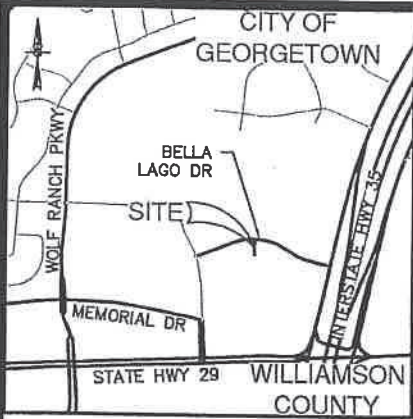 CITY OF
GEORGETOWN
WOLF RANCH PKWY
BELLA
LAGO DR
SITE
INTERSTATE HWY 35
MEMORIAL DR
STATE HWY 29
WILLIAMSON
COUNTY